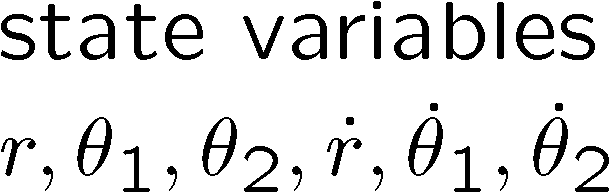 state variables
r, θ₁, θ₂, ṙ, θ̇₁, θ̇₂